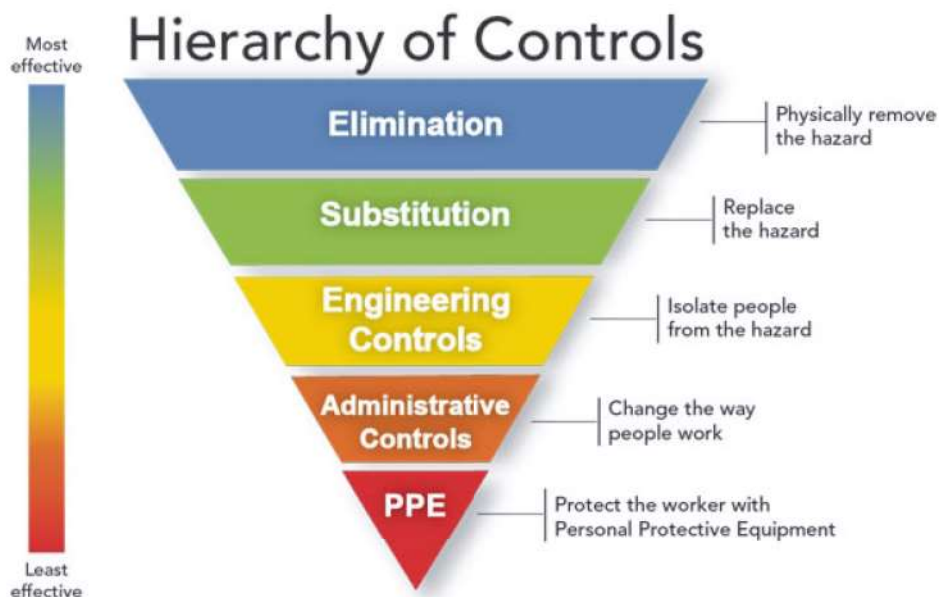 Hierarchy of Controls
Most
effective
Elimination
Physically remove
the hazard
Substitution
Replace
the hazard
Engineering
Controls
Isolate people
from the hazard
Administrative
Controls
Change the way
people work
PPE
Protect the worker with
Personal Protective Equipment
Least
effective